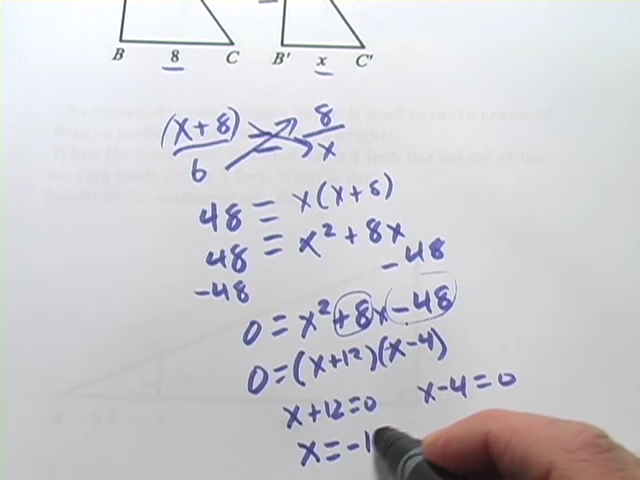 B 8 C B' x C'
(x+8)/6 = 8/x
48 = x(x+8)
48 = x² + 8x
-48 -48
0 = x² +8x -48
0 = (x+12)(x-4)
x+12=0 x-4=0
x = -1